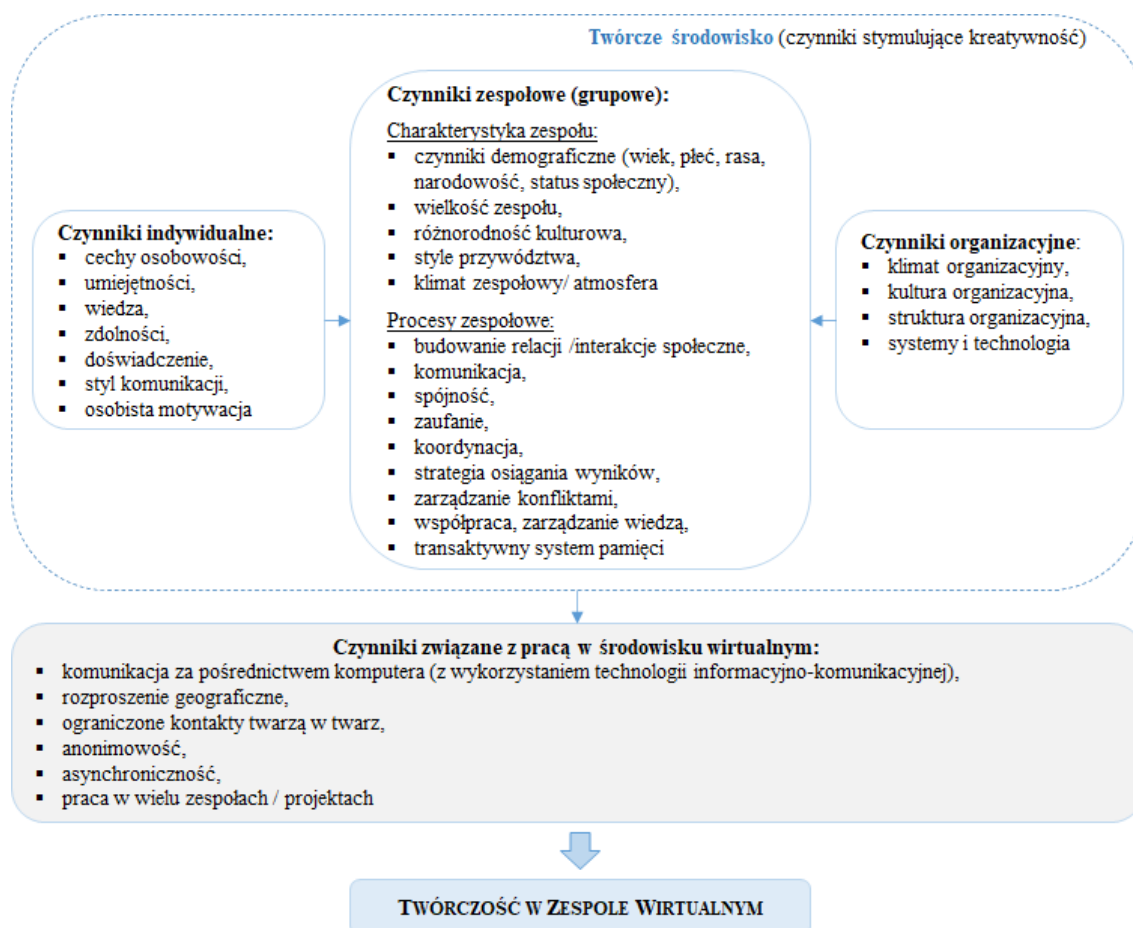 Twórcze środowisko (czynniki stymulujące kreatywność)
Czynniki zespołowe (grupowe):
Charakterystyka zespołu:
▪ czynniki demograficzne (wiek, płeć, rasa,
narodowość, status społeczny),
▪ wielkość zespołu,
▪ różnorodność kulturowa,
▪ style przywództwa,
▪ klimat zespołowy/ atmosfera
Procesy zespołowe:
▪ budowanie relacji /interakcje społeczne,
▪ komunikacja,
▪ spójność,
▪ zaufanie,
▪ koordynacja,
▪ strategia osiągania wyników,
▪ zarządzanie konfliktami,
▪ współpraca, zarządzanie wiedzą,
▪ transaktywny system pamięci
Czynniki indywidualne:
▪ cechy osobowości,
▪ umiejętności,
▪ wiedza,
▪ zdolności,
▪ doświadczenie,
▪ styl komunikacji,
▪ osobista motywacja
Czynniki organizacyjne:
▪ klimat organizacyjny,
▪ kultura organizacyjna,
▪ struktura organizacyjna,
▪ systemy i technologia
Czynniki związane z pracą w środowisku wirtualnym:
▪ komunikacja za pośrednictwem komputera (z wykorzystaniem technologii informacyjno-komunikacyjnej),
▪ rozproszenie geograficzne,
▪ ograniczone kontakty twarzą w twarz,
▪ anonimowość,
▪ asynchroniczność,
▪ praca w wielu zespołach / projektach
TWÓRCZOŚĆ W ZESPOLE WIRTUALNYM